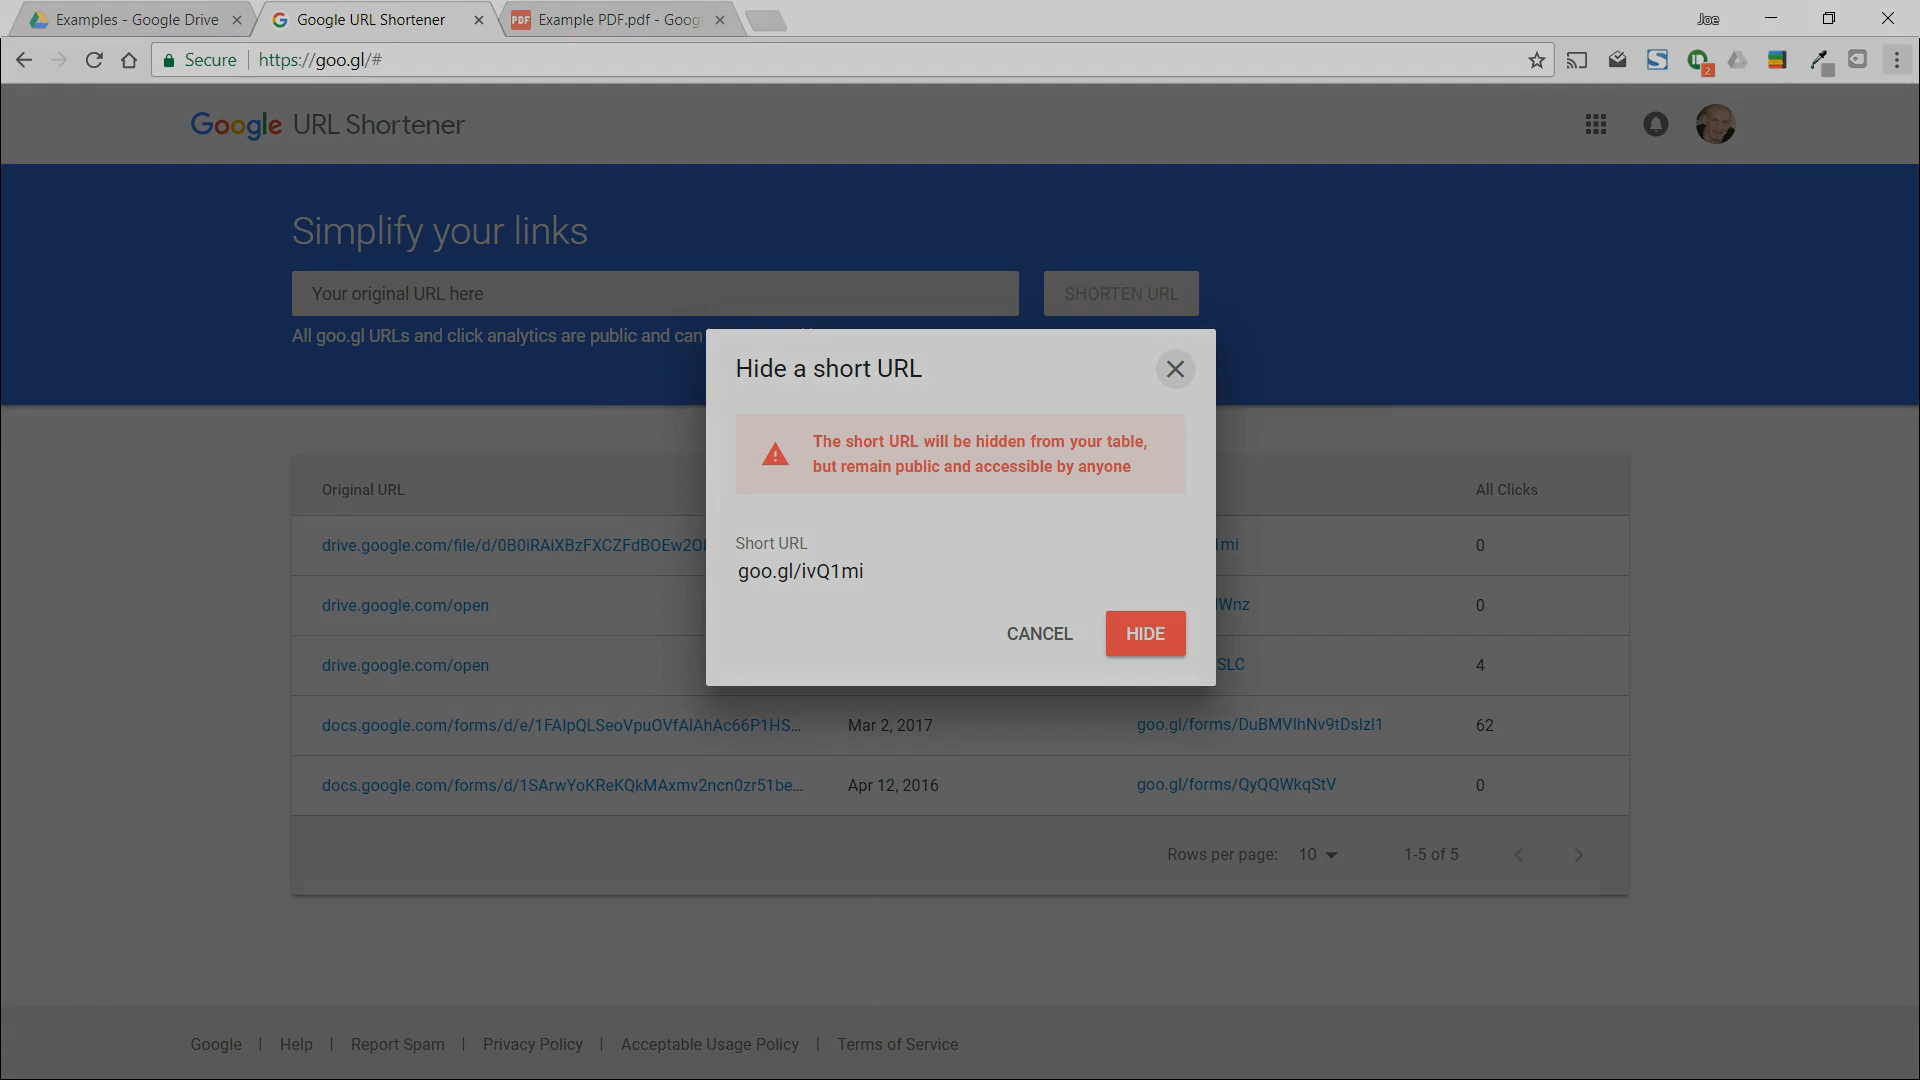 Examples - Google Drive
Google URL Shortener
PDF Example PDF.pdf - Goog
Joe
Secure https://goo.gl/#
2
Google URL Shortener
Simplify your links
Your original URL here
SHORTEN URL
All goo.gl URLs and click analytics are public and can
Hide a short URL
The short URL will be hidden from your table,
but remain public and accessible by anyone
Short URL
goo.gl/ivQ1mi
CANCEL HIDE
Original URL All Clicks
drive.google.com/file/d/0B0iRAiXBzFXCZFdBOEw2O 1mi 0
drive.google.com/open Wnz 0
drive.google.com/open SLC 4
docs.google.com/forms/d/e/1FAIpQLSeoVpuOVfAlAhAc66P1HS... Mar 2, 2017 goo.gl/forms/DuBMVlhNv9tDslzI1 62
docs.google.com/forms/d/1SArwYoKReKQkMAxmv2ncn0zr51be... Apr 12, 2016 goo.gl/forms/QyQQWkqStV 0
Rows per page: 10 1-5 of 5
Google | Help | Report Spam | Privacy Policy | Acceptable Usage Policy | Terms of Service